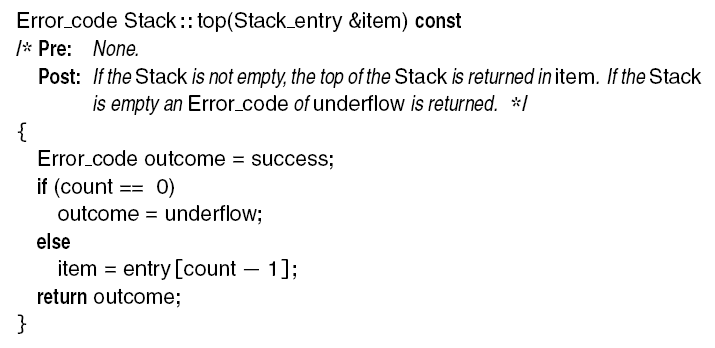 Error_code Stack::top(Stack_entry &item) const
/* Pre: None.
Post: If the Stack is not empty, the top of the Stack is returned in item. If the Stack
is empty an Error_code of underflow is returned. */
{
Error_code outcome = success;
if (count == 0)
outcome = underflow;
else
item = entry[count − 1];
return outcome;
}